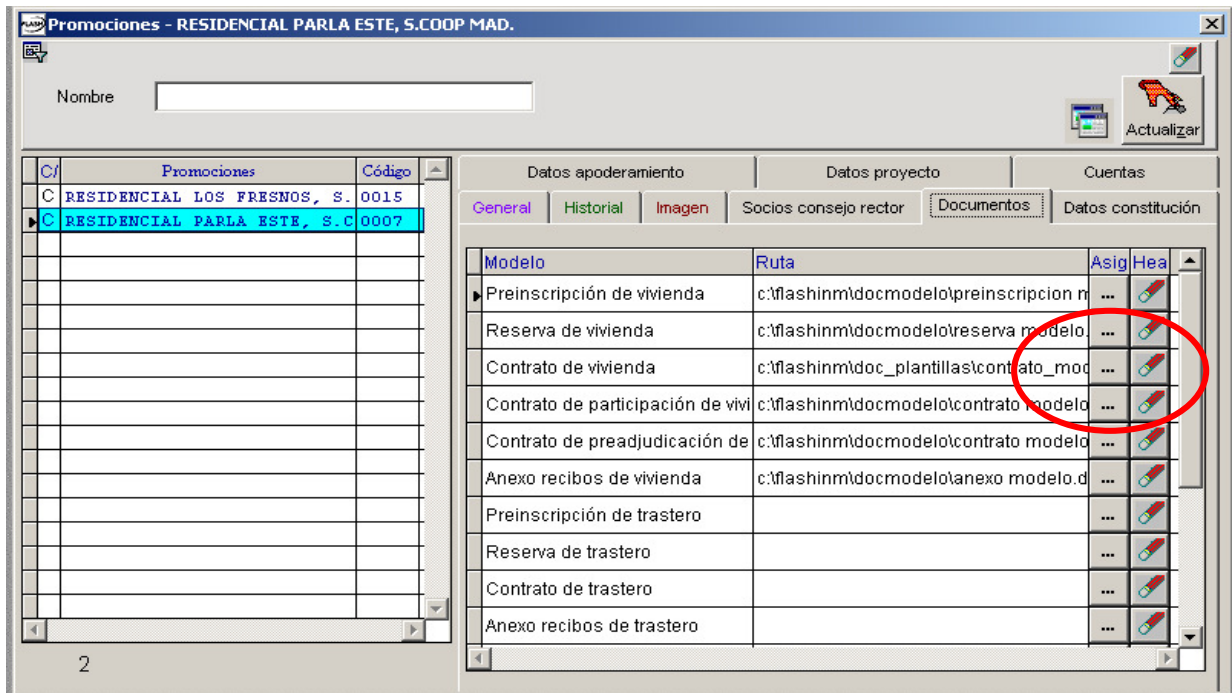 FLASH Promociones - RESIDENCIAL PARLA ESTE, S.COOP MAD.
Nombre
Actualizar
C/ Promociones Código
C RESIDENCIAL LOS FRESNOS, S. 0015
C RESIDENCIAL PARLA ESTE, S.C 0007
2
Datos apoderamiento Datos proyecto Cuentas
General Historial Imagen Socios consejo rector Documentos Datos constitución
Modelo Ruta Asig Hea
Preinscripción de vivienda c:\flashinm\docmodelo\preinscripcion m ...
Reserva de vivienda c:\flashinm\docmodelo\reserva modelo. ...
Contrato de vivienda c:\flashinm\doc_plantillas\contrato_moc ...
Contrato de participación de vivi c:\flashinm\docmodelo\contrato modelo ...
Contrato de preadjudicación de c:\flashinm\docmodelo\contrato modelo ...
Anexo recibos de vivienda c:\flashinm\docmodelo\anexo modelo.d ...
Preinscripción de trastero ...
Reserva de trastero ...
Contrato de trastero ...
Anexo recibos de trastero ...